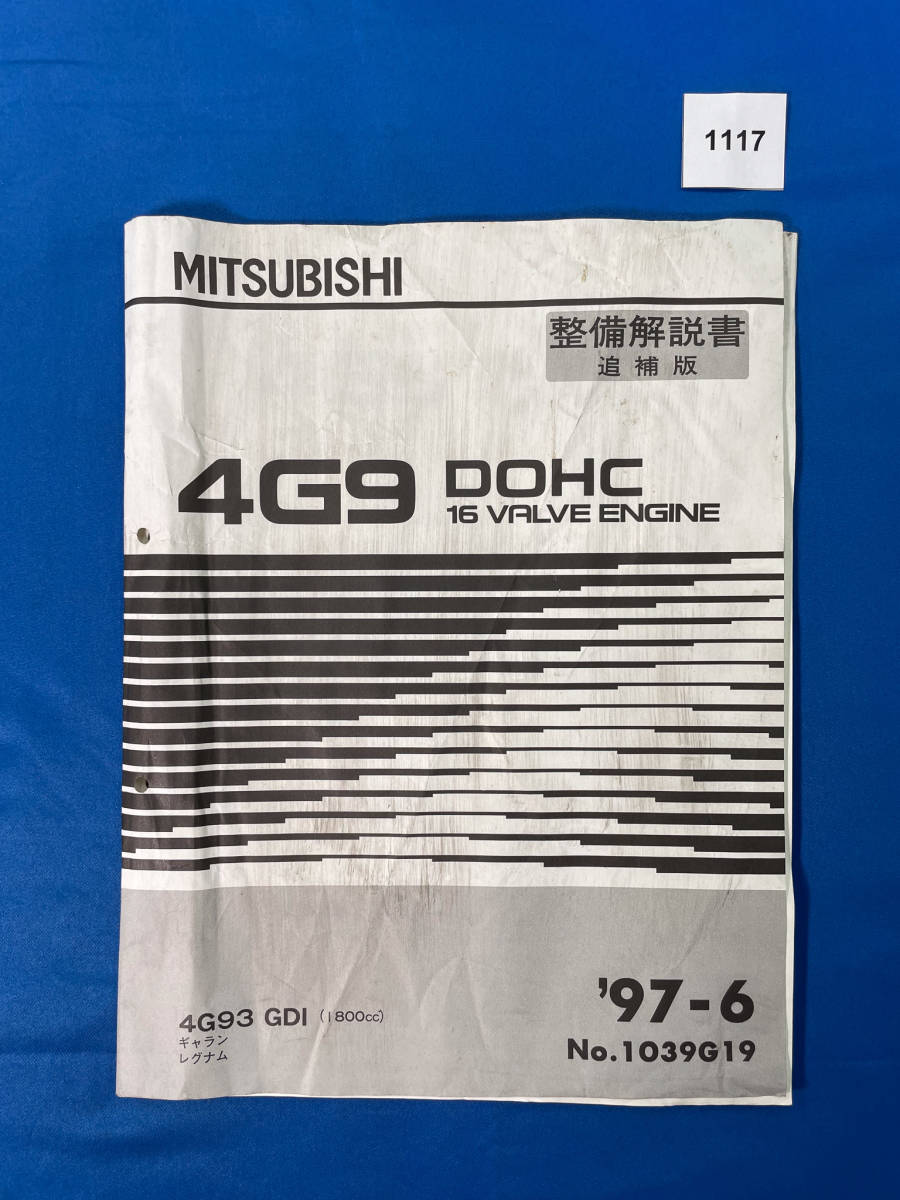 1117
MITSUBISHI
整備解説書
追補版
4G9 DOHC
16 VALVE ENGINE
4G93 GDI (1800cc)
ギャラン
レグナム
'97-6
No.1039G19